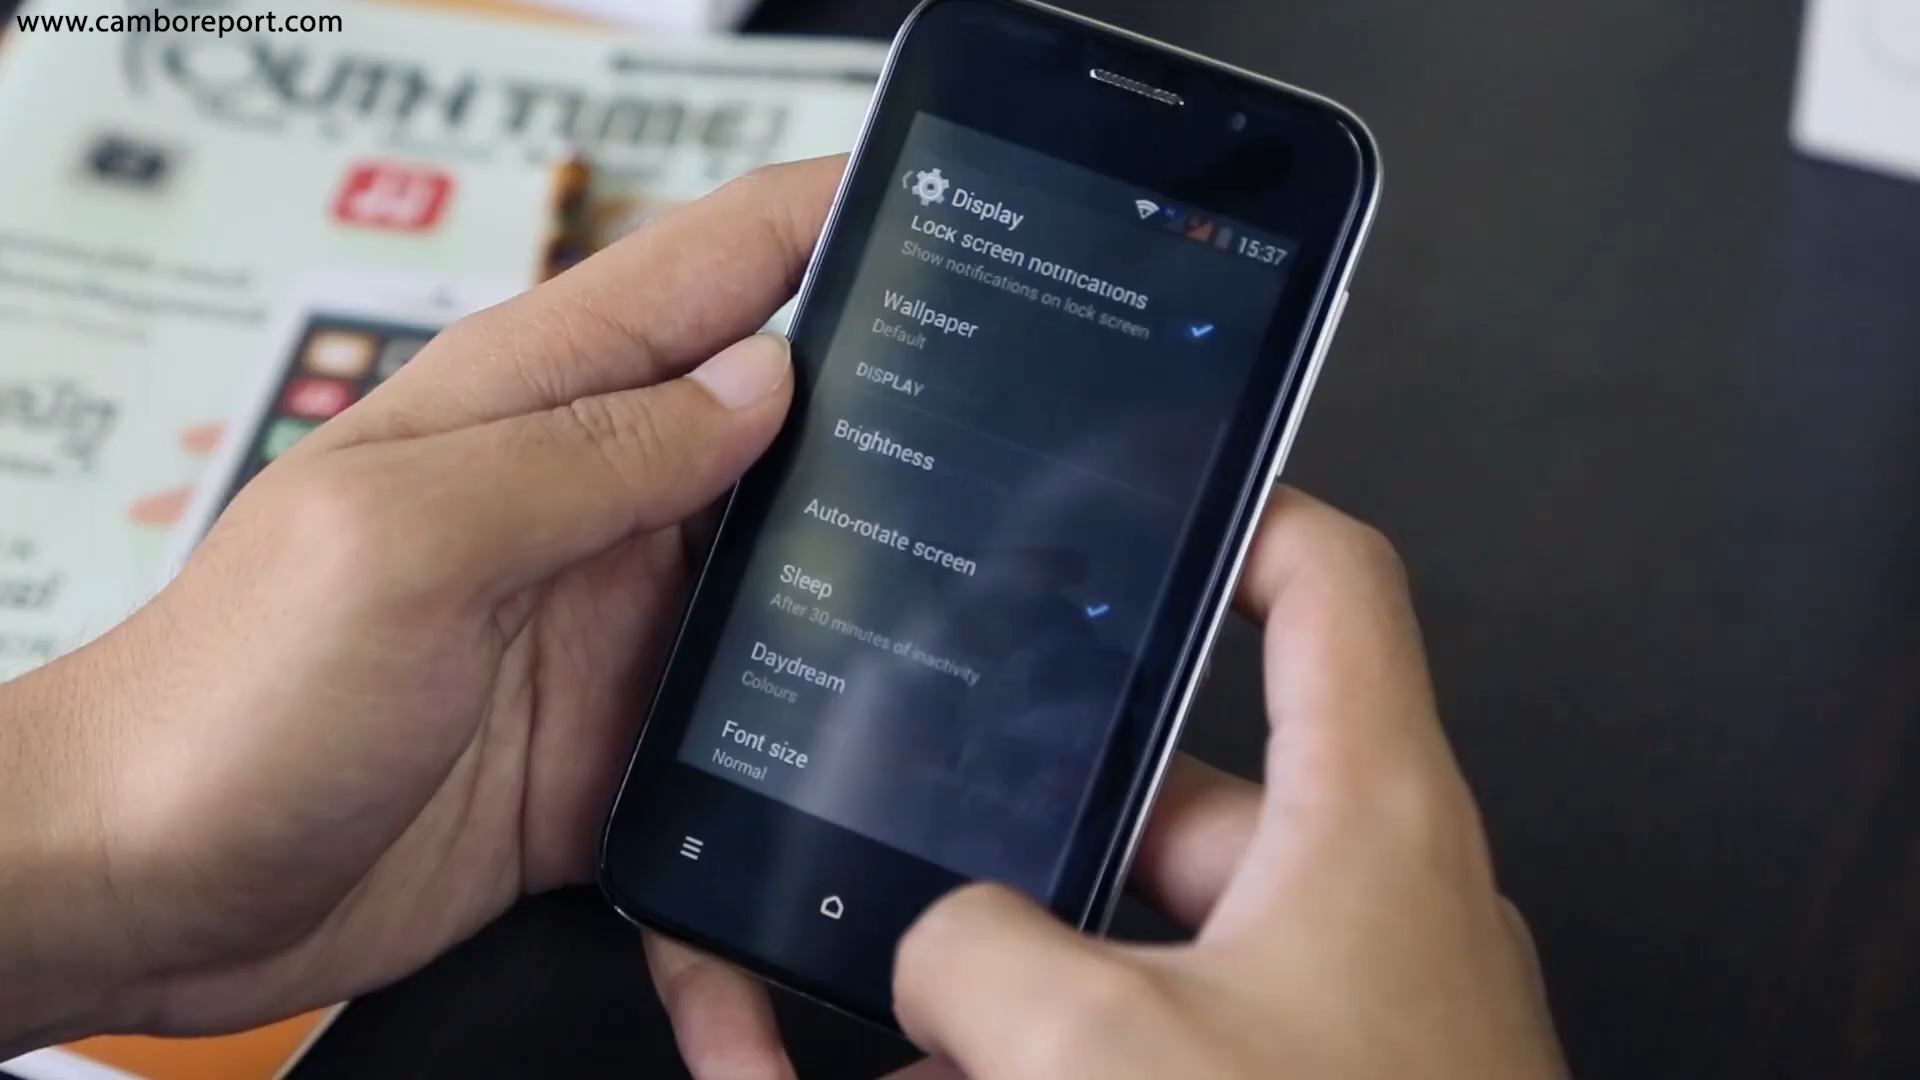 www.camboreport.com
Display
15:37
Lock screen notifications
Show notifications on lock screen
Wallpaper
Default
DISPLAY
Brightness
Auto-rotate screen
Sleep
After 30 minutes of inactivity
Daydream
Colours
Font size
Normal